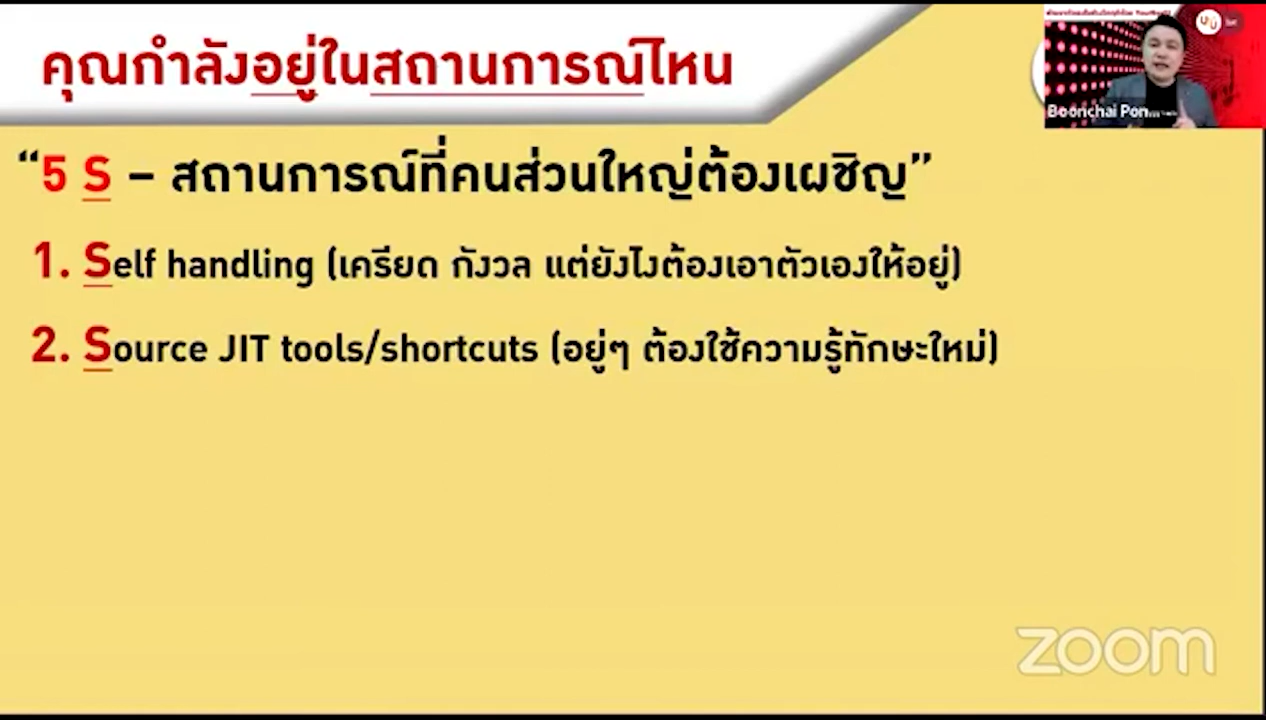 คุณกำลังอยู่ในสถานการณ์ไหน
“5 S – สถานการณ์ที่คนส่วนใหญ่ต้องเผชิญ”
1. Self handling (เครียด กังวล แต่ยังไงต้องเอาตัวเองให้อยู่)
2. Source JIT tools/shortcuts (อยู่ๆ ต้องใช้ความรู้ทักษะใหม่)
Boonchai Pon...
zoom